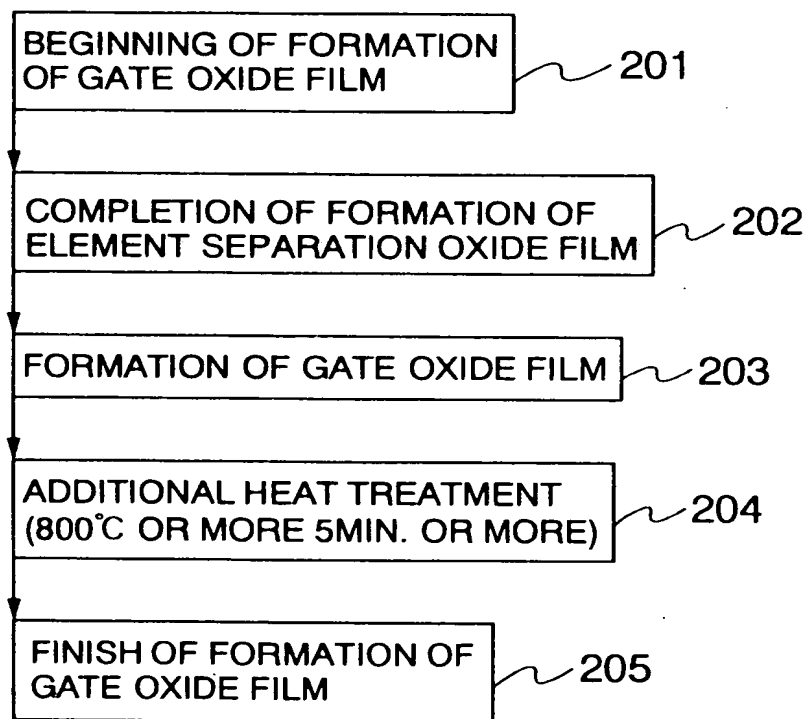 BEGINNING OF FORMATION
OF GATE OXIDE FILM
201
COMPLETION OF FORMATION OF
ELEMENT SEPARATION OXIDE FILM
202
FORMATION OF GATE OXIDE FILM
203
ADDITIONAL HEAT TREATMENT
(800℃ OR MORE 5MIN. OR MORE)
204
FINISH OF FORMATION OF
GATE OXIDE FILM
205